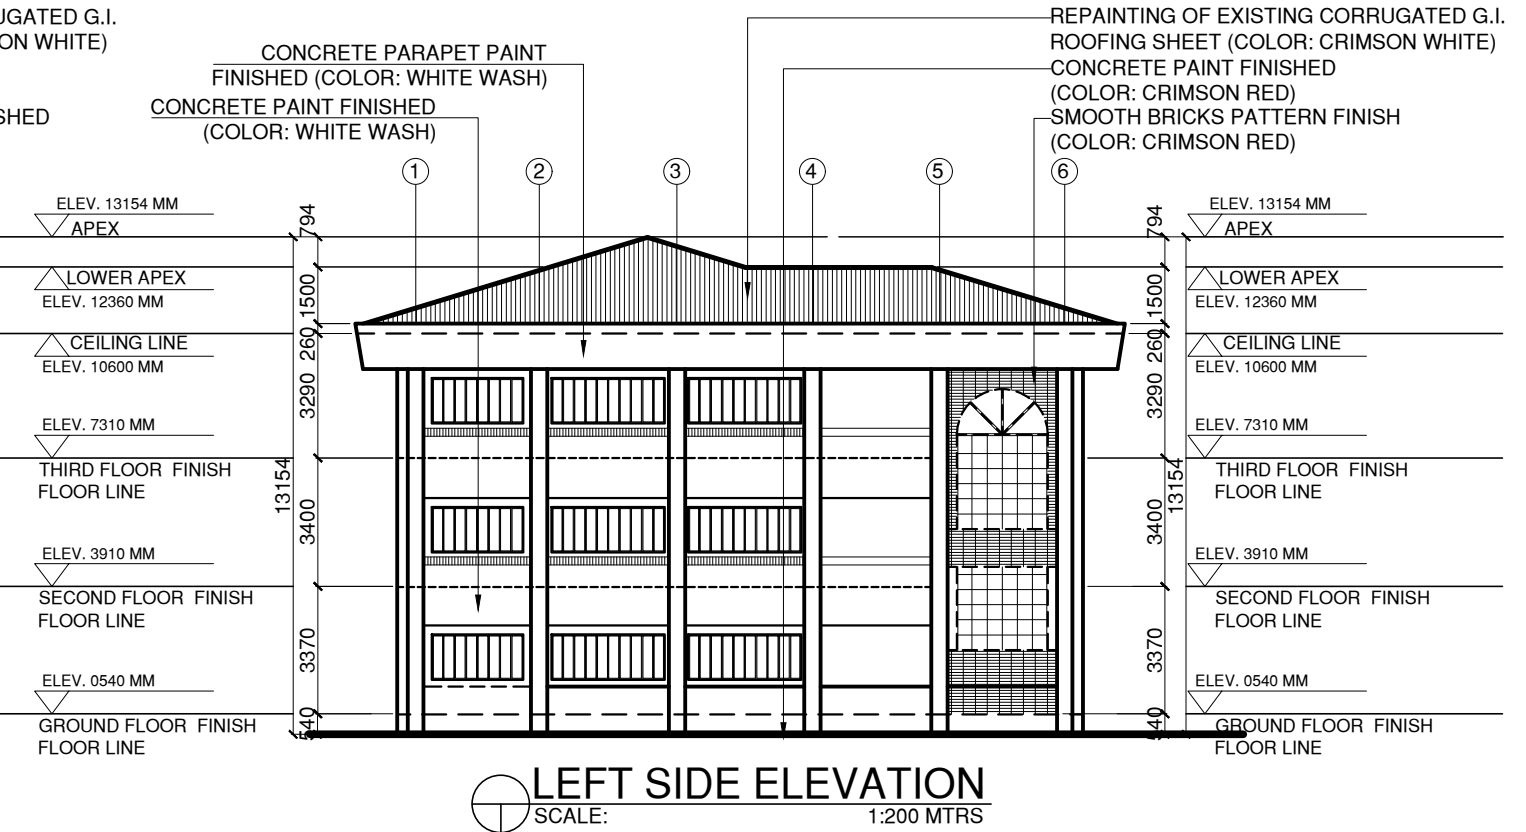 UGATED G.I.
ON WHITE)
SHED
CONCRETE PARAPET PAINT
FINISHED (COLOR: WHITE WASH)
CONCRETE PAINT FINISHED
(COLOR: WHITE WASH)
REPAINTING OF EXISTING CORRUGATED G.I.
ROOFING SHEET (COLOR: CRIMSON WHITE)
CONCRETE PAINT FINISHED
(COLOR: CRIMSON RED)
SMOOTH BRICKS PATTERN FINISH
(COLOR: CRIMSON RED)
1 2 3 4 5 6
ELEV. 13154 MM
APEX
LOWER APEX
ELEV. 12360 MM
CEILING LINE
ELEV. 10600 MM
ELEV. 7310 MM
THIRD FLOOR FINISH
FLOOR LINE
ELEV. 3910 MM
SECOND FLOOR FINISH
FLOOR LINE
ELEV. 0540 MM
GROUND FLOOR FINISH
FLOOR LINE
794
1500
260
3290
13154
3400
3370
540
794
1500
260
3290
13154
3400
3370
540
ELEV. 13154 MM
APEX
LOWER APEX
ELEV. 12360 MM
CEILING LINE
ELEV. 10600 MM
ELEV. 7310 MM
THIRD FLOOR FINISH
FLOOR LINE
ELEV. 3910 MM
SECOND FLOOR FINISH
FLOOR LINE
ELEV. 0540 MM
GROUND FLOOR FINISH
FLOOR LINE
LEFT SIDE ELEVATION
SCALE: 1:200 MTRS